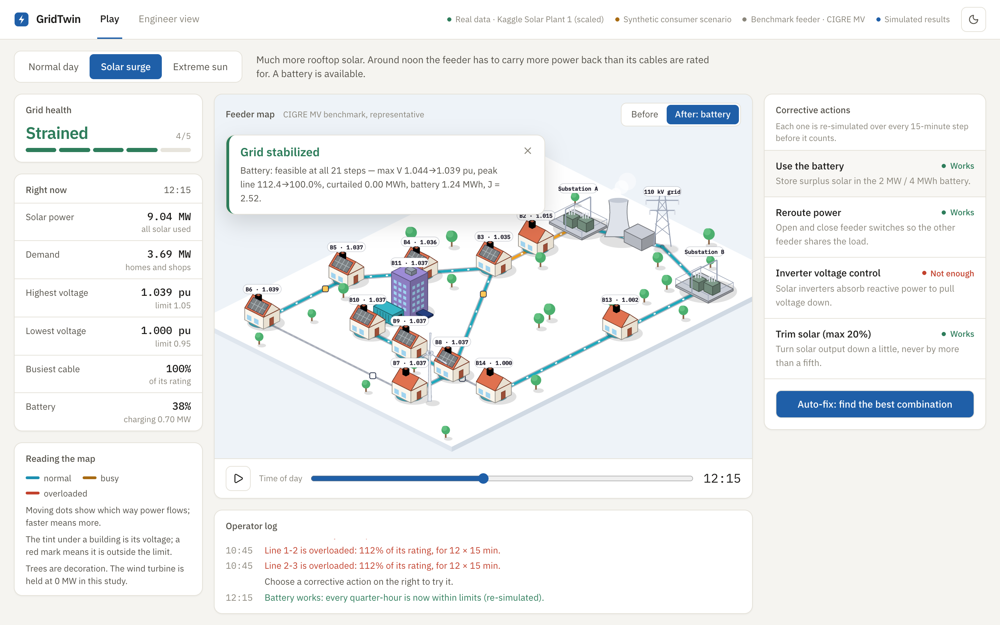 GridTwin
Play
Engineer view
Real data · Kaggle Solar Plant 1 (scaled)
Synthetic consumer scenario
Benchmark feeder · CIGRE MV
Simulated results
Normal day
Solar surge
Extreme sun
Much more rooftop solar. Around noon the feeder has to carry more power back than its cables are rated
for. A battery is available.
Grid health
Strained
4/5
Right now
12:15
Solar power
9.04 MW
all solar used
Demand
3.69 MW
homes and shops
Highest voltage
1.039 pu
limit 1.05
Lowest voltage
1.000 pu
limit 0.95
Busiest cable
100%
of its rating
Battery
38%
charging 0.70 MW
Reading the map
normal
busy
overloaded
Moving dots show which way power flows;
faster means more.
The tint under a building is its voltage; a
red mark means it is outside the limit.
Trees are decoration. The wind turbine is
held at 0 MW in this study.
Feeder map
CIGRE MV benchmark, representative
Before
After: battery
Grid stabilized
Battery: feasible at all 21 steps — max V 1.044→1.039 pu, peak
line 112.4→100.0%, curtailed 0.00 MWh, battery 1.24 MWh, J =
2.52.
Substation A
110 kV grid
B2 · 1.015
B3 · 1.035
B4 · 1.036
B5 · 1.037
Substation B
B11 · 1.037
B6 · 1.039
B10 · 1.037
B13 · 1.002
B9 · 1.037
B8 · 1.037
B7 · 1.037
B14 · 1.000
Time of day
12:15
Operator log
10:45 Line 1-2 is overloaded: 112% of its rating, for 12 × 15 min.
10:45 Line 2-3 is overloaded: 112% of its rating, for 12 × 15 min.
Choose a corrective action on the right to try it.
12:15 Battery works: every quarter-hour is now within limits (re-simulated).
Corrective actions
Each one is re-simulated over every 15-minute step
before it counts.
Use the battery
Works
Store surplus solar in the 2 MW / 4 MWh battery.
Reroute power
Works
Open and close feeder switches so the other
feeder shares the load.
Inverter voltage control
Not enough
Solar inverters absorb reactive power to pull
voltage down.
Trim solar (max 20%)
Works
Turn solar output down a little, never by more
than a fifth.
Auto-fix: find the best combination